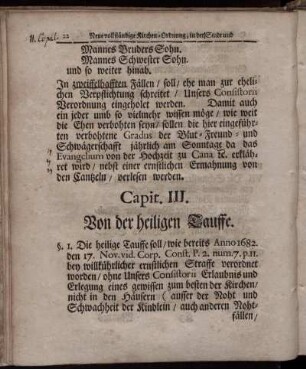 Neue vollständige Kirchen-Ordnung, in
Mannes Bruders Sohn.
Mannes Schwester Sohn.
und so weiter hinab.
In zweiffelhafften Fällen / soll / ehe man zur eheli-
chen Verpflichtung schreitet / Unsers Consistorii
Verordnung eingeholet werden. Damit auch
ein jeder umb so vielmehr wissen möge / wie weit
die Ehen verbohten seyn / sollen die hier eingeführ-
ten verbohtene Gradus der Blut-Freund- und
Schwägerschafft jährlich am Sonntage da das
Evangelium von der Hochzeit zu Cana &c. erklä-
ret wird / nebst einer ernstlichen Ermahnung von
den Cantzeln / verlesen werden.
Capit. III.
Von der heiligen Tauffe.
§. 1. Die heilige Tauffe soll / wie bereits Anno 1682.
den 17. Nov. vid. Corp. Const. P. 2. num. 7. p. 11.
bey willkührlicher ernstlichen Straffe verordnet
worden / ohne Unsers Consistorii Erlaubnis und
Erlegung eines gewissen zum besten der Kirchen /
nicht in den Häusern ( ausser der Noht und
Schwachheit der Kindlein / auch anderen Noht-
fällen /